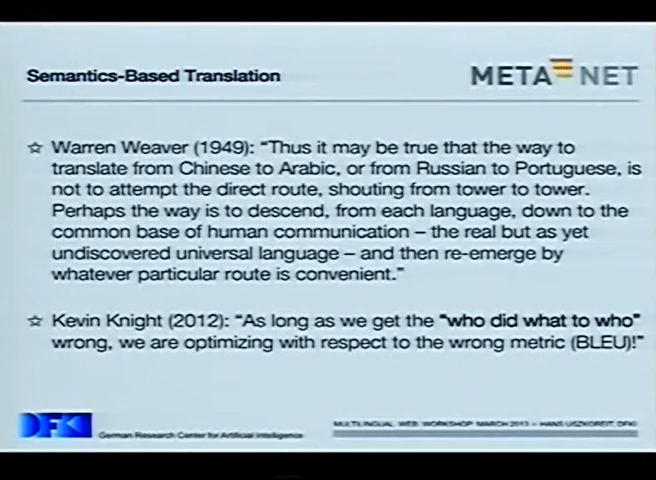 Semantics-Based Translation
META NET
☆ Warren Weaver (1949): “Thus it may be true that the way to
translate from Chinese to Arabic, or from Russian to Portuguese, is
not to attempt the direct route, shouting from tower to tower.
Perhaps the way is to descend, from each language, down to the
common base of human communication – the real but as yet
undiscovered universal language – and then re-emerge by
whatever particular route is convenient.”
☆ Kevin Knight (2012): “As long as we get the “who did what to who”
wrong, we are optimizing with respect to the wrong metric (BLEU)!”
DFKI
German Research Center for Artificial Intelligence
MULTILINGUAL WEB WORKSHOP MARCH 2013 – HANS USZKOREIT, DFKI